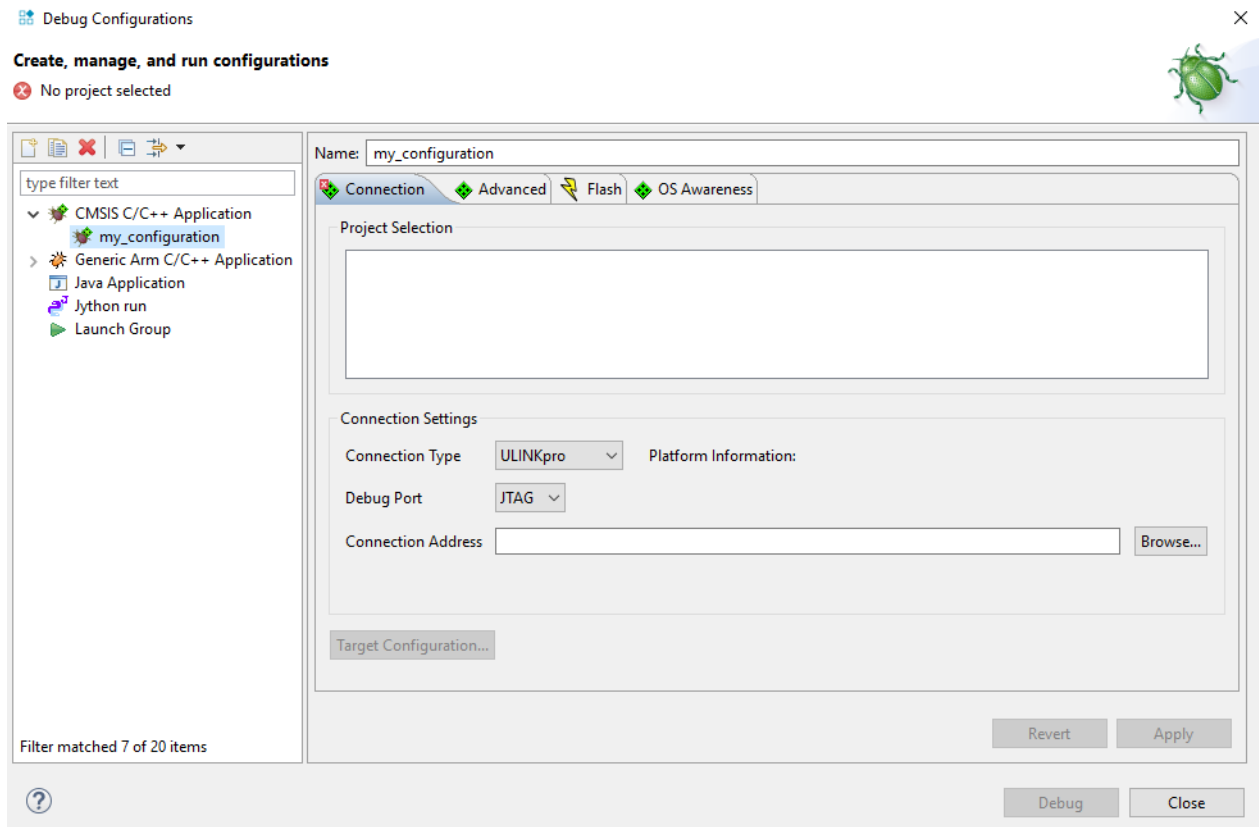 Debug Configurations
Create, manage, and run configurations
No project selected
type filter text
CMSIS C/C++ Application
my_configuration
Generic Arm C/C++ Application
Java Application
Jython run
Launch Group
Filter matched 7 of 20 items
Name: my_configuration
Connection Advanced Flash OS Awareness
Project Selection
Connection Settings
Connection Type ULINKpro Platform Information:
Debug Port JTAG
Connection Address Browse...
Target Configuration...
Revert Apply
Debug Close